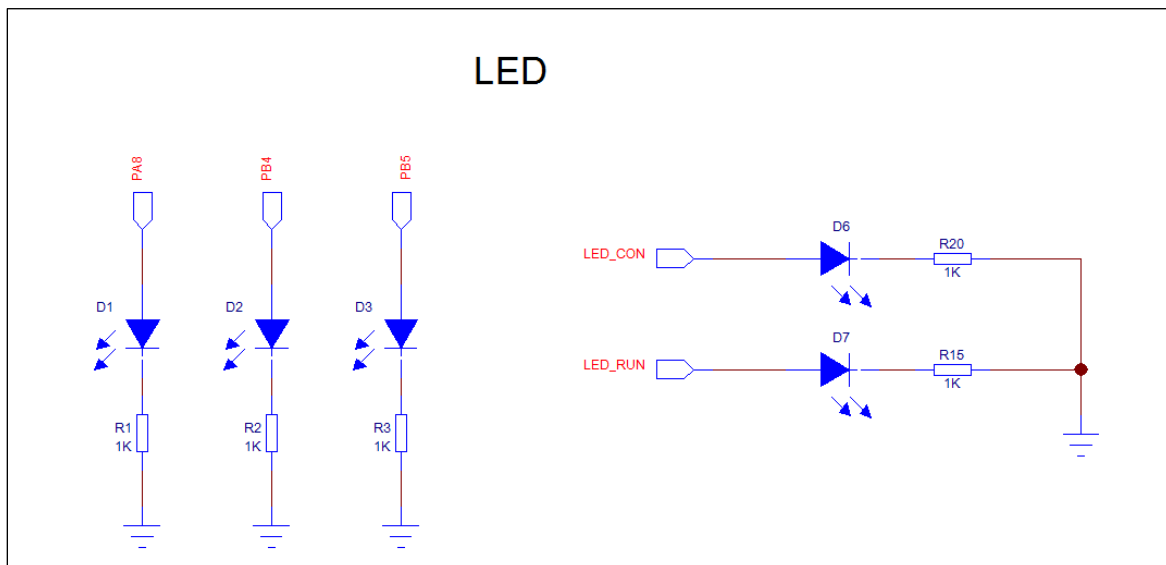 LED
PA8
PB4
PB5
D1
D2
D3
R1
1K
R2
1K
R3
1K
LED_CON
D6
R20
1K
LED_RUN
D7
R15
1K